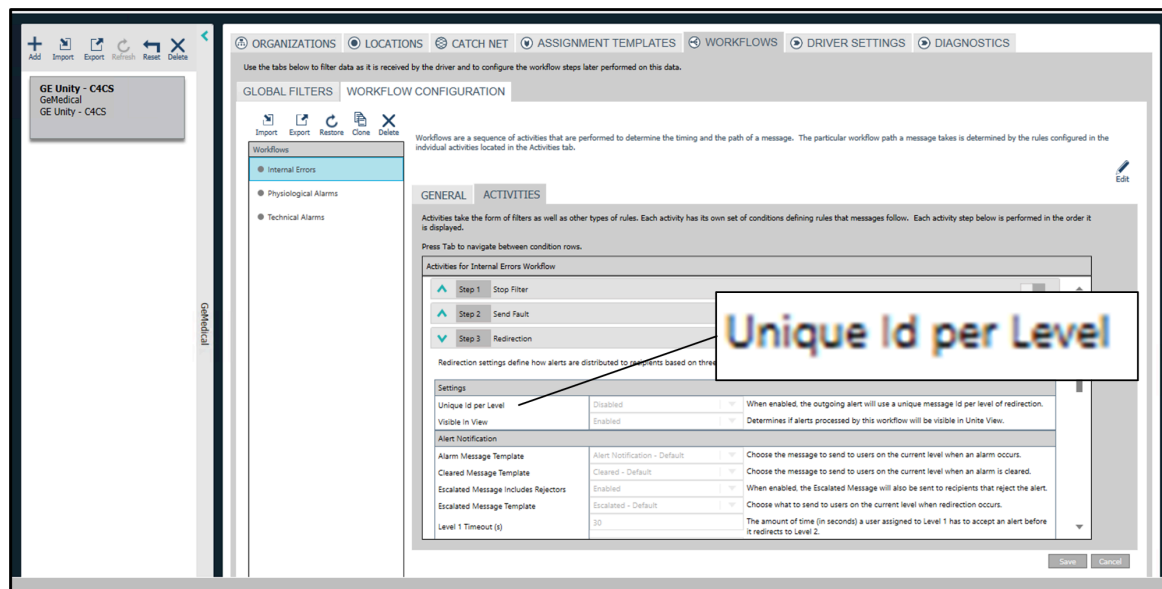 Add Import Export Refresh Reset Delete
GE Unity - C4CS
GeMedical
GE Unity - C4CS
GeMedical
ORGANIZATIONS LOCATIONS CATCH NET ASSIGNMENT TEMPLATES WORKFLOWS DRIVER SETTINGS DIAGNOSTICS
Use the tabs below to filter data as it is received by the driver and to configure the workflow steps later performed on this data.
GLOBAL FILTERS WORKFLOW CONFIGURATION
Import Export Restore Clone Delete
Workflows
Internal Errors
Physiological Alarms
Technical Alarms
Workflows are a sequence of activities that are performed to determine the timing and the path of a message. The particular workflow path a message takes is determined by the rules configured in the
indvidual activities located in the Activities tab.
Edit
GENERAL ACTIVITIES
Activities take the form of filters as well as other types of rules. Each activity has its own set of conditions defining rules that messages follow. Each activity step below is performed in the order it
is displayed.
Press Tab to navigate between condition rows.
Activities for Internal Errors Workflow
Step 1 Stop Filter
Step 2 Send Fault
Step 3 Redirection
Unique Id per Level
Redirection settings define how alerts are distributed to recipients based on three
Settings
Unique Id per Level Disabled When enabled, the outgoing alert will use a unique message Id per level of redirection.
Visible in View Enabled Determines if alerts processed by this workflow will be visible in Unite View.
Alert Notification
Alarm Message Template Alert Notification - Default Choose the message to send to users on the current level when an alarm occurs.
Cleared Message Template Cleared - Default Choose the message to send to users on the current level when an alarm is cleared.
Escalated Message Includes Rejectors Enabled When enabled, the Escalated Message will also be sent to recipients that reject the alert.
Escalated Message Template Escalated - Default Choose what to send to users on the current level when redirection occurs.
Level 1 Timeout (s) 30 The amount of time (in seconds) a user assigned to Level 1 has to accept an alert before
it redirects to Level 2.
Save Cancel